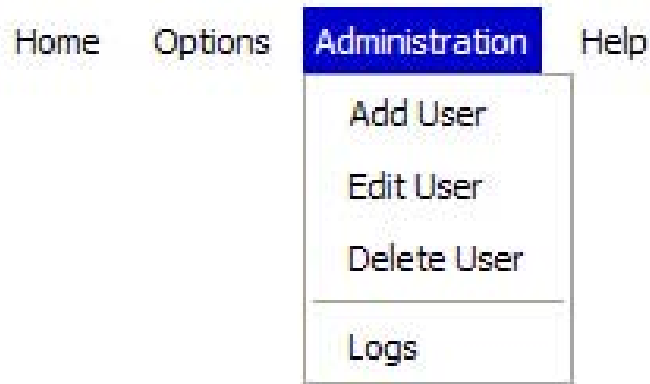 Home Options Administration Help
Add User
Edit User
Delete User
Logs